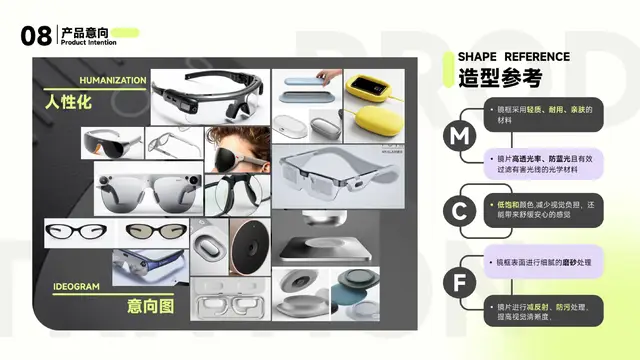 08
产品意向
Product Intention
HUMANIZATION
人性化
IDEOGRAM
意向图
SHAPE REFERENCE
造型参考
M
• 镜框采用轻质、耐用、亲肤的
材料
• 镜片高透光率、防蓝光且有效
过滤有害光线的光学材料
C
• 低饱和颜色,减少视觉负担，还
能带来舒缓安心的感觉
F
• 镜框表面进行细腻的磨砂处理
• 镜片进行减反射、防污处理,
提高视觉清晰度。